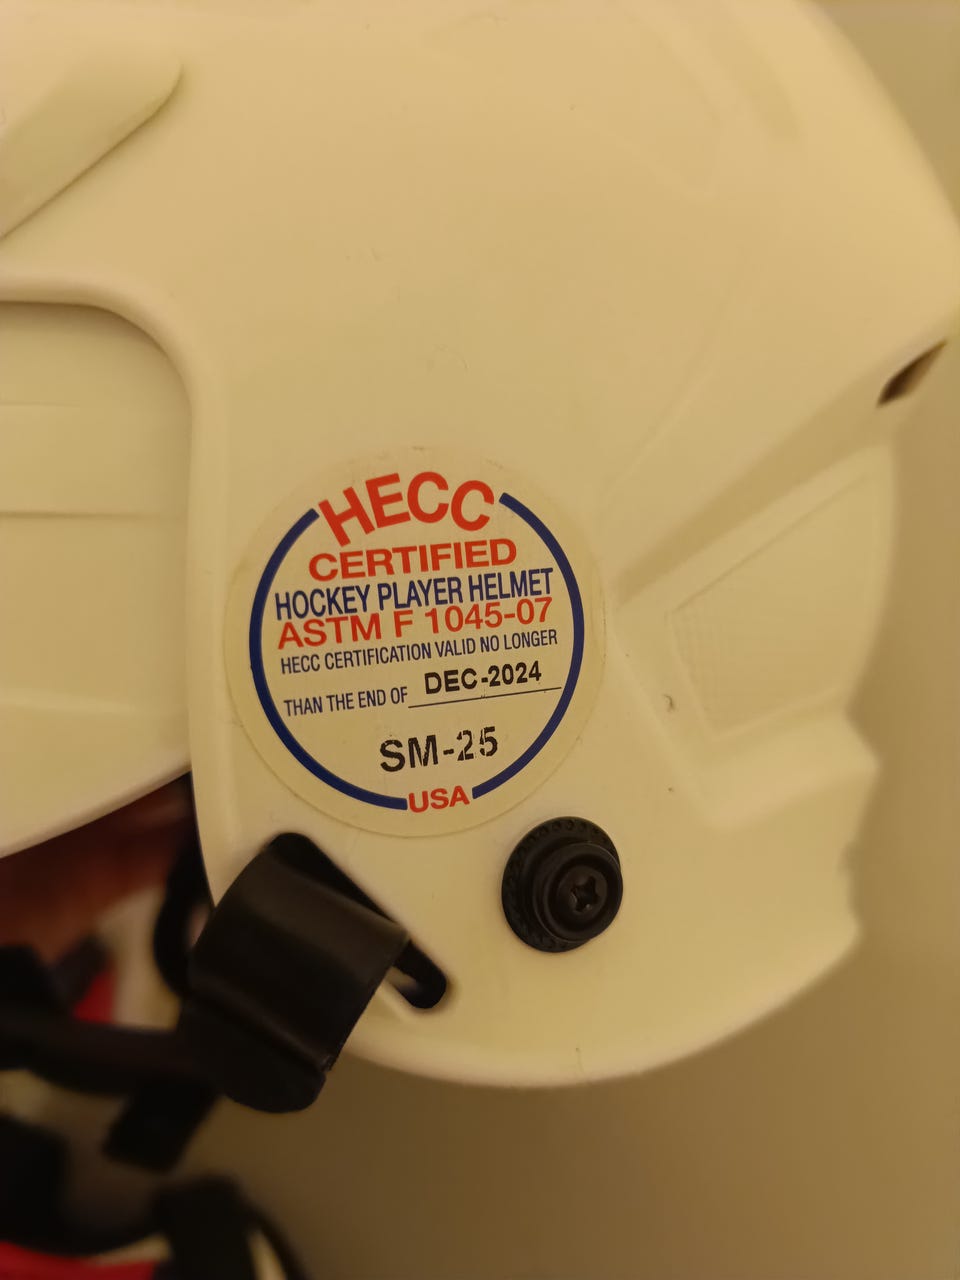 HECC
CERTIFIED
HOCKEY PLAYER HELMET
ASTM F 1045-07
HECC CERTIFICATION VALID NO LONGER
THAN THE END OF DEC-2024
SM-25
USA